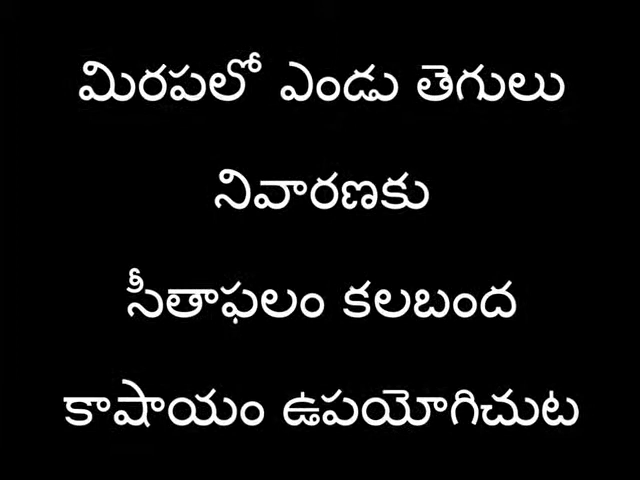 మిరపలో ఎండు తెగులు
నివారణకు
సీతాఫలం కలబంద
కాషాయం ఉపయోగిచుట